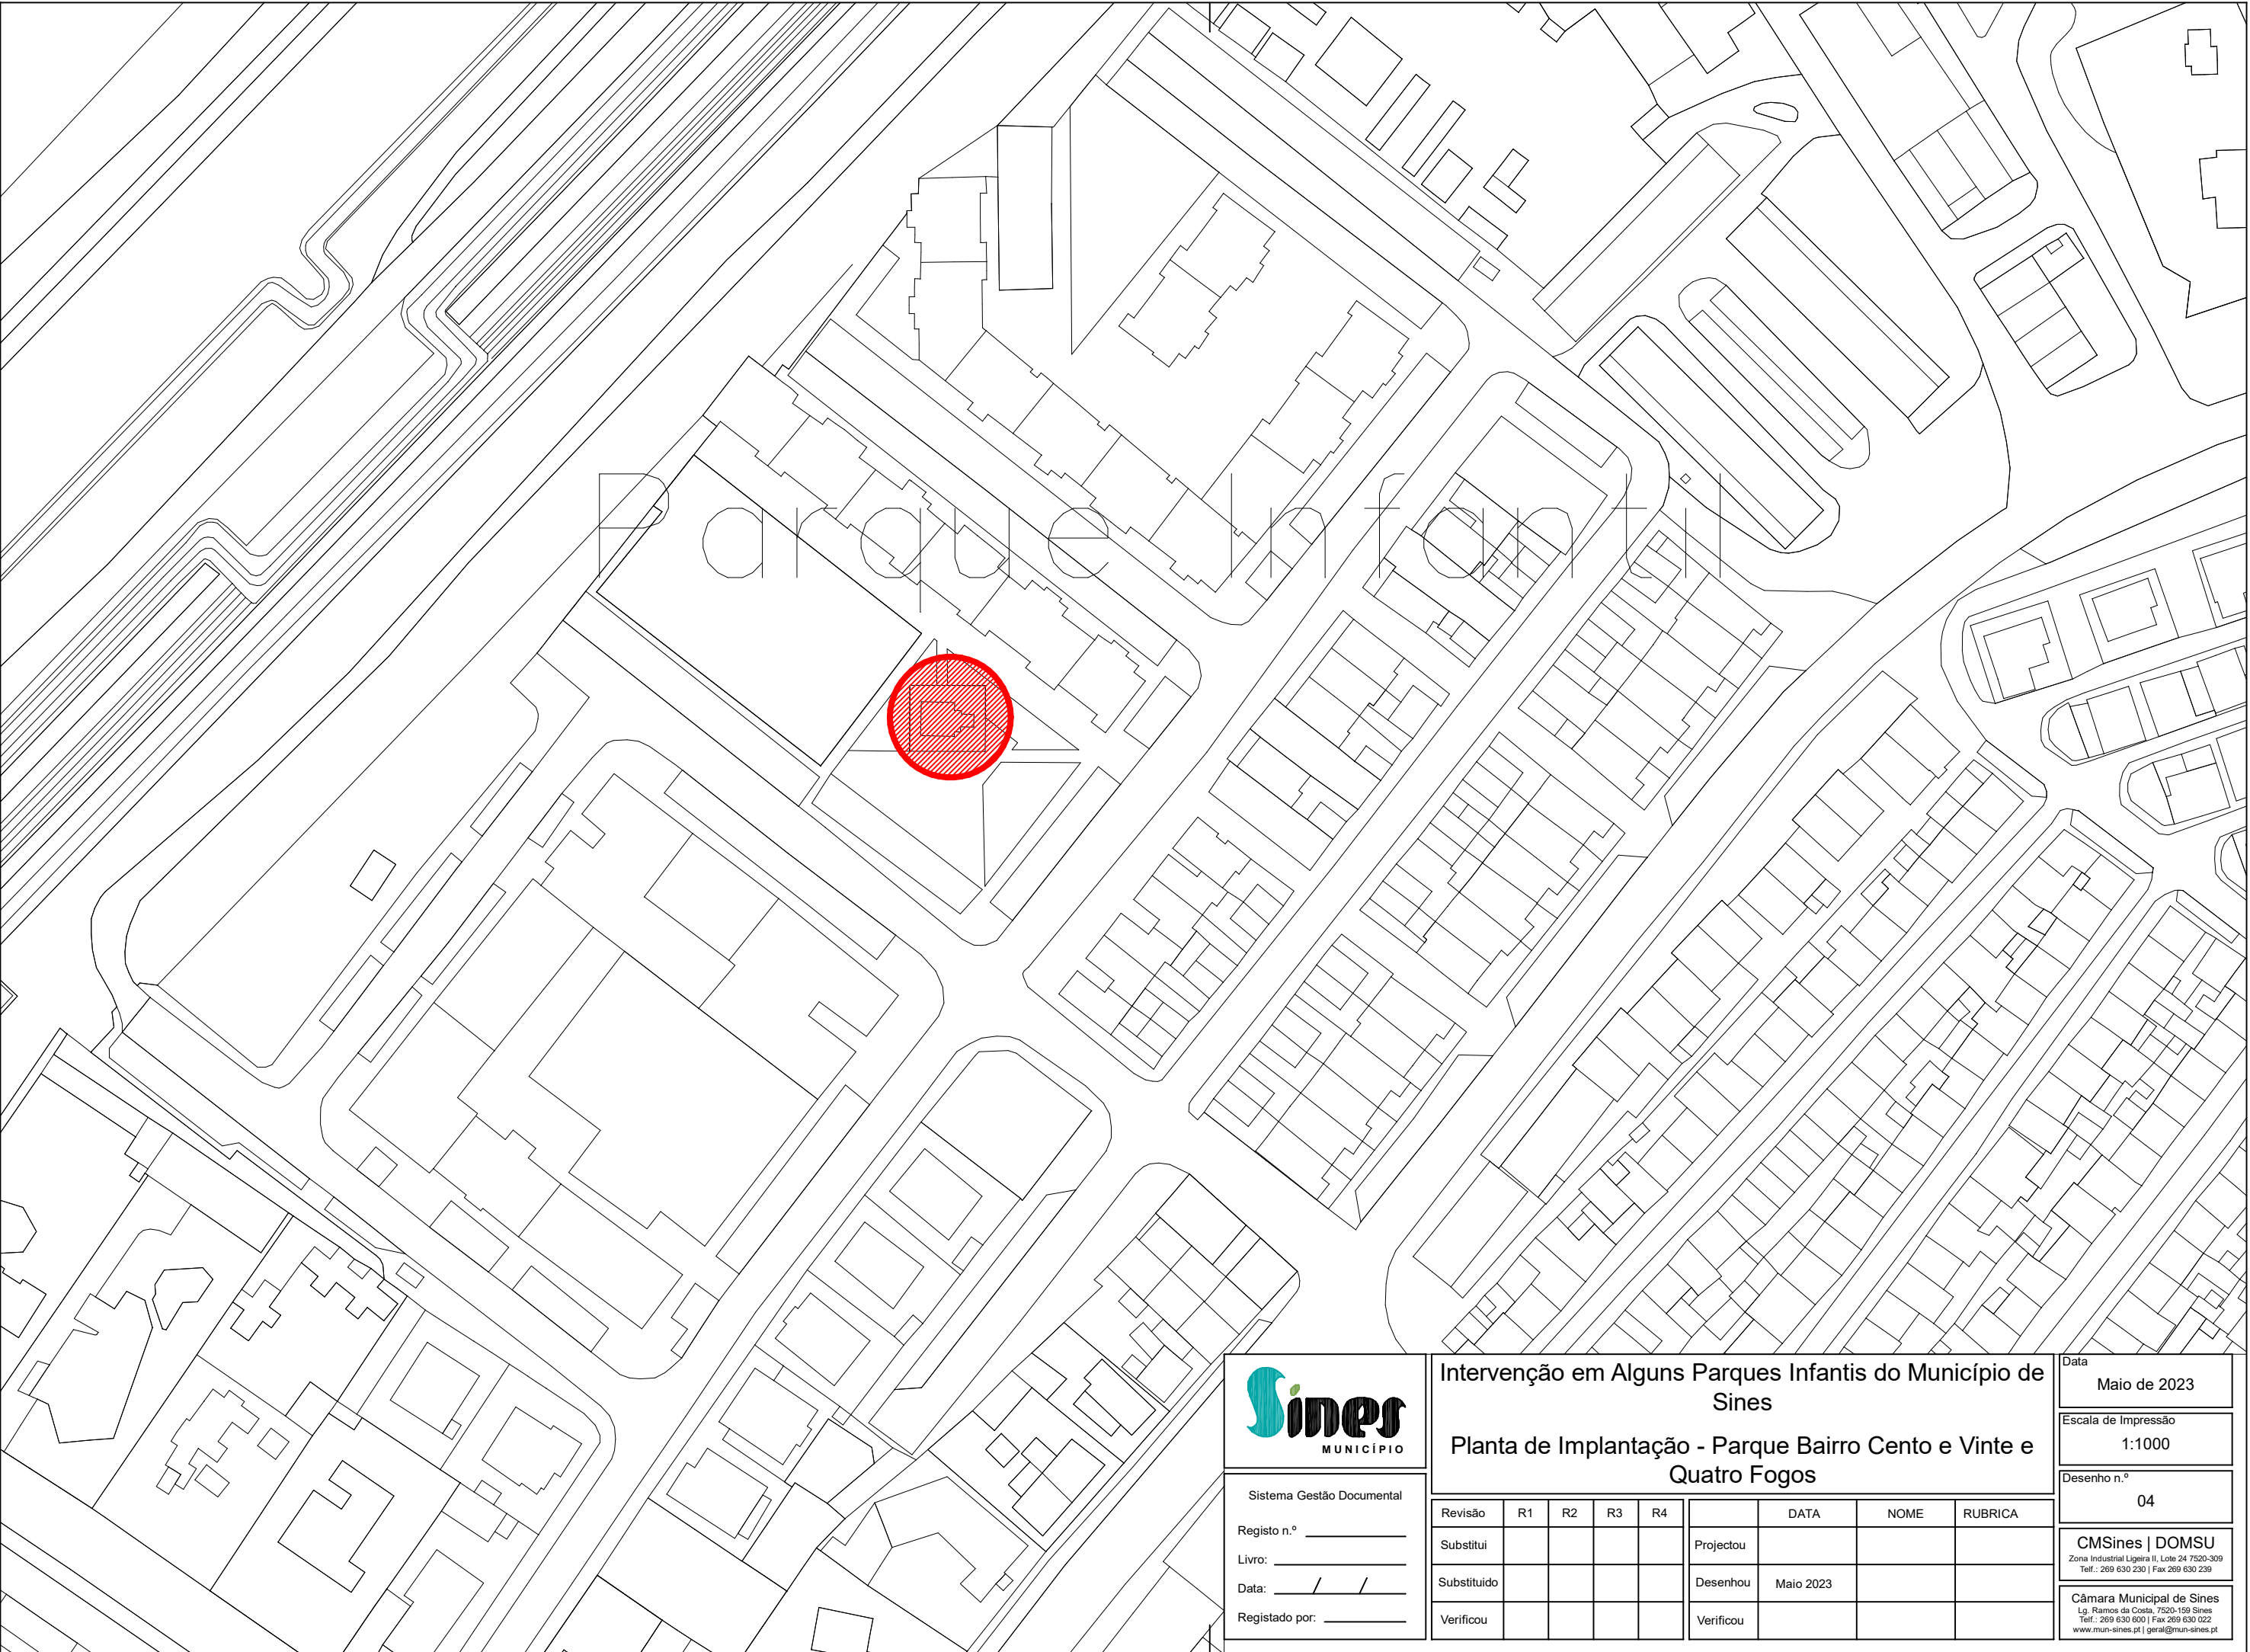 Parque Infantil
Sines
MUNICÍPIO
Sistema Gestão Documental
Registo n.º
Livro:
Data: / /
Registado por:
Intervenção em Alguns Parques Infantis do Município de
Sines
Planta de Implantação - Parque Bairro Cento e Vinte e
Quatro Fogos
Revisão R1 R2 R3 R4
Substitui
Substituido
Verificou
DATA NOME RUBRICA
Projectou
Desenhou Maio 2023
Verificou
Data
Maio de 2023
Escala de Impressão
1:1000
Desenho n.º
04
CMSines | DOMSU
Zona Industrial Ligeira II, Lote 24 7520-309
Telf.: 269 630 230 | Fax 269 630 239
Câmara Municipal de Sines
Lg. Ramos da Costa, 7520-159 Sines
Telf.: 269 630 600 | Fax 269 630 022
www.mun-sines.pt | geral@mun-sines.pt